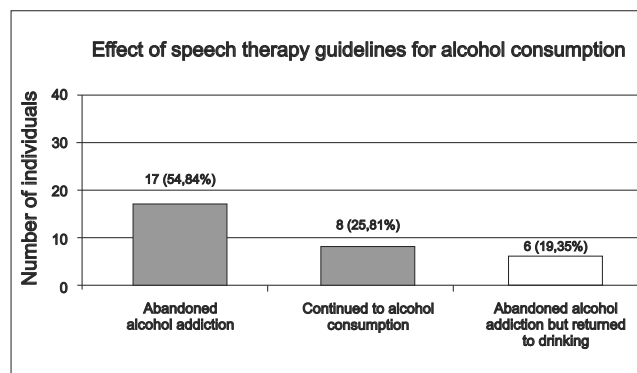 Effect of speech therapy guidelines for alcohol consumption
Number of individuals
40
30
20
10
0
17 (54,84%)
8 (25,81%)
6 (19,35%)
Abandoned
alcohol addiction
Continued to alcohol
consumption
Abandoned alcohol
addiction but returned
to drinking